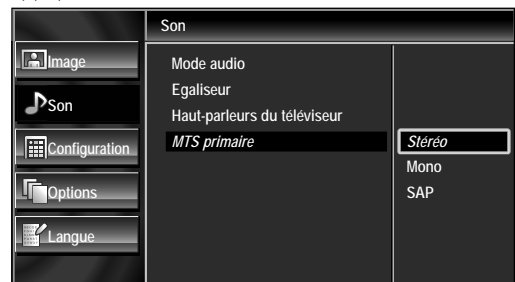 Son
Image
Son
Configuration
Options
Langue
Mode audio
Egaliseur
Haut-parleurs du téléviseur
MTS primaire
Stéréo
Mono
SAP